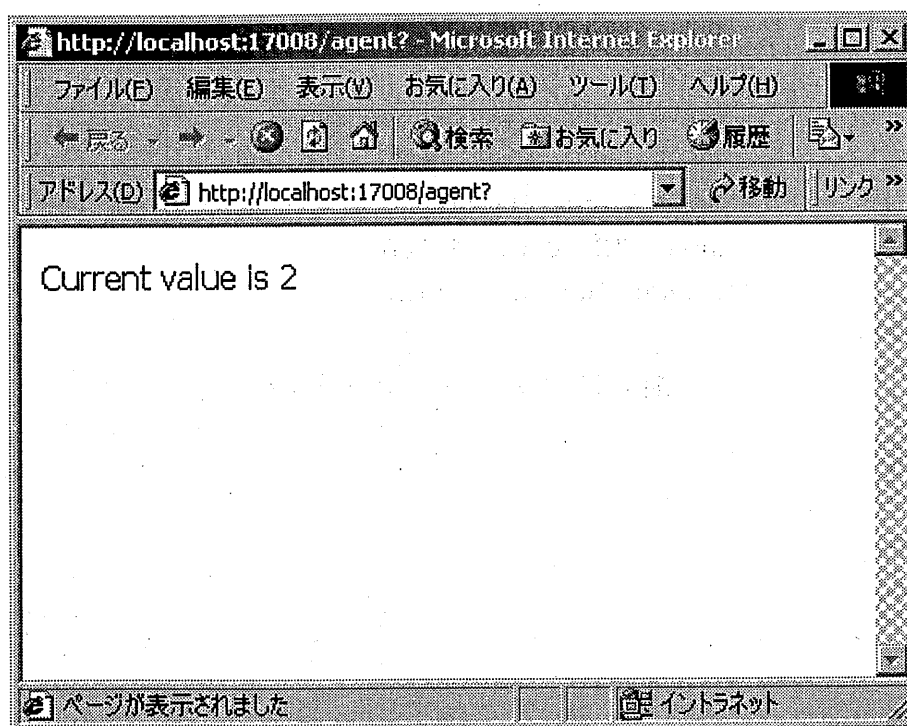 http://localhost:17008/agent? - Microsoft Internet Explorer
ファイル(F) 編集(E) 表示(V) お気に入り(A) ツール(T) ヘルプ(H)
戻る 検索 お気に入り 履歴 »
アドレス(D) http://localhost:17008/agent? 移動 リンク »
Current value is 2
ページが表示されました イントラネット